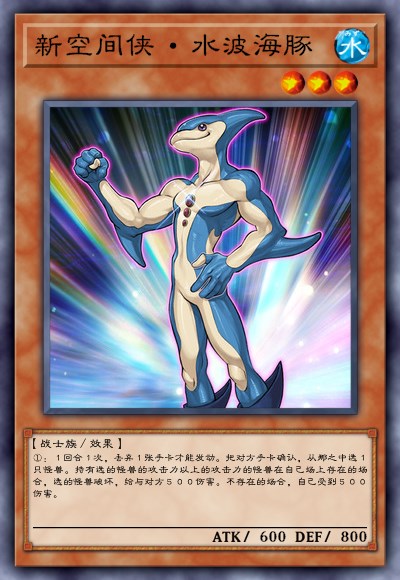 新空间侠・水波海豚
水
【战士族／效果】
①：1回合1次，丢弃1张手卡才能发动。把对方手卡确认，从那之中选1
只怪兽。持有选的怪兽的攻击力以上的攻击力的怪兽在自己场上存在的场
合，选的怪兽破坏，给与对方500伤害。不存在的场合，自己受到500
伤害。
ATK/ 600 DEF/ 800